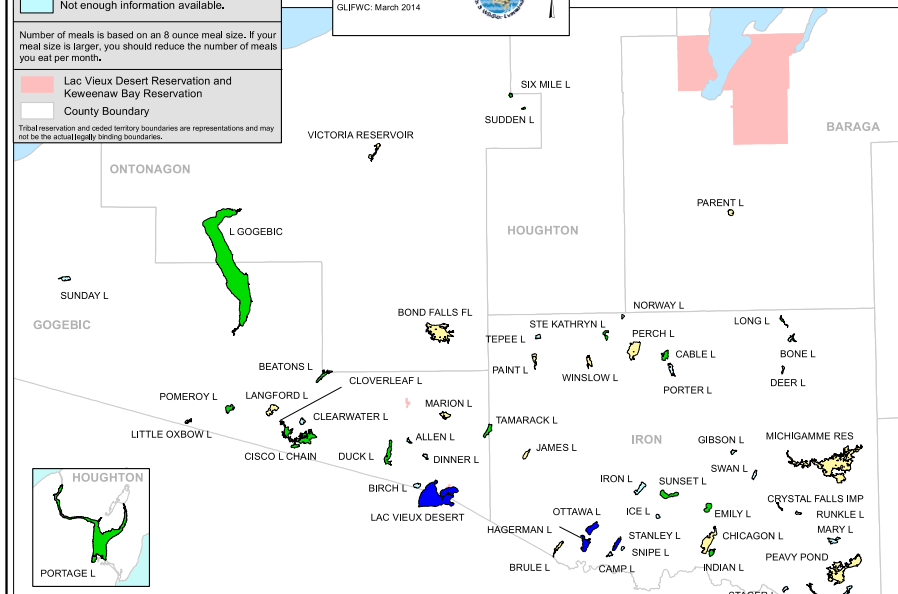 Not enough information available.
Number of meals is based on an 8 ounce meal size. If your
meal size is larger, you should reduce the number of meals
you eat per month.
Lac Vieux Desert Reservation and
Keweenaw Bay Reservation
County Boundary
Tribal reservation and ceded territory boundaries are representations and may
not be the actual legally binding boundaries.
GLIFWC: March 2014
SIX MILE L
SUDDEN L
VICTORIA RESERVOIR
BARAGA
ONTONAGON
PARENT L
L GOGEBIC
HOUGHTON
SUNDAY L
GOGEBIC
NORWAY L
BOND FALLS FL
STE KATHRYN L
LONG L
TEPEE L
PERCH L
CABLE L
BONE L
BEATONS L
PAINT L
WINSLOW L
DEER L
CLOVERLEAF L
PORTER L
POMEROY L
LANGFORD L
MARION L
CLEARWATER L
TAMARACK L
LITTLE OXBOW L
ALLEN L
IRON
GIBSON L
MICHIGAMME RES
CISCO L CHAIN
DUCK L
DINNER L
JAMES L
SWAN L
HOUGHTON
IRON L
SUNSET L
BIRCH L
CRYSTAL FALLS IMP
LAC VIEUX DESERT
OTTAWA L
ICE L
EMILY L
RUNKLE L
HAGERMAN L
STANLEY L
CHICAGON L
MARY L
SNIPE L
PEAVY POND
PORTAGE L
BRULE L
CAMP L
INDIAN L